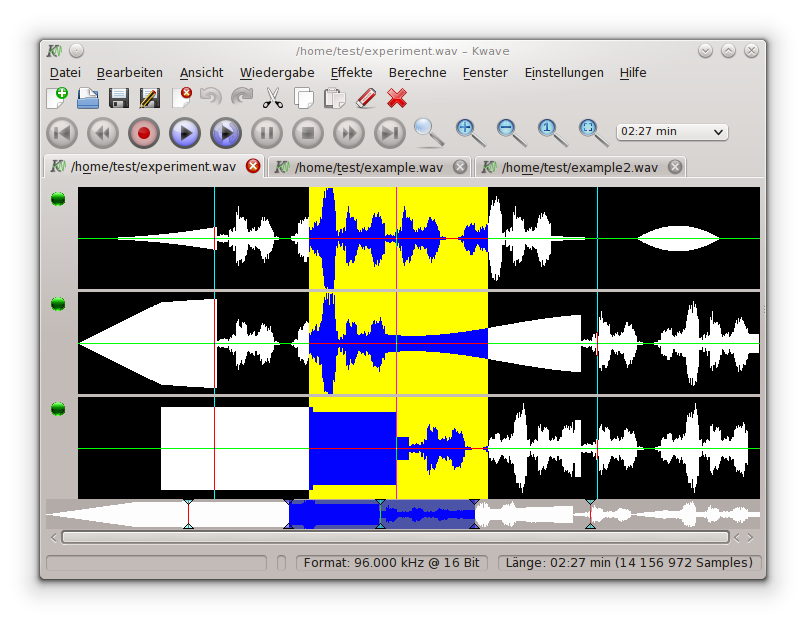 /home/test/experiment.wav – Kwave
Datei Bearbeiten Ansicht Wiedergabe Effekte Berechne Fenster Einstellungen Hilfe
1
02:27 min
/home/test/experiment.wav /home/test/example.wav /home/test/example2.wav
Format: 96.000 kHz @ 16 Bit Länge: 02:27 min (14 156 972 Samples)